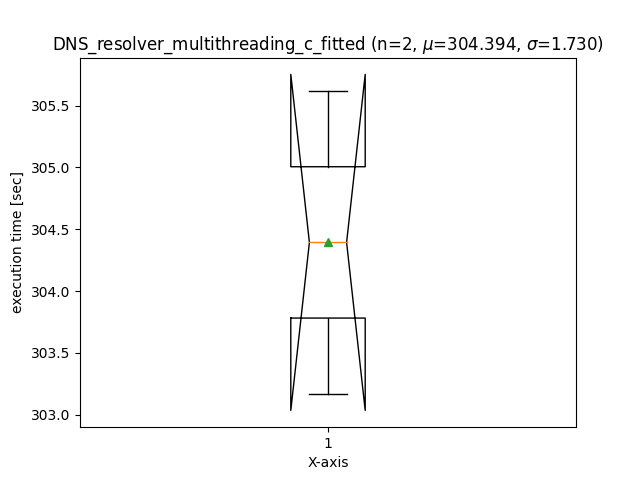 DNS_resolver_multithreading_c_fitted (n=2, μ=304.394, σ=1.730)
execution time [sec]
305.5
305.0
304.5
304.0
303.5
303.0
1
X-axis